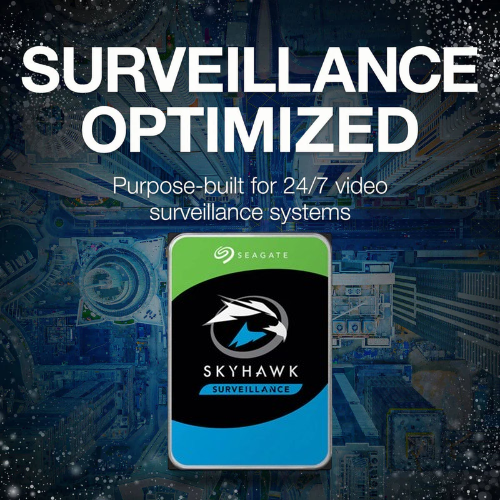 SURVEILLANCE
OPTIMIZED
Purpose-built for 24/7 video
surveillance systems
SEAGATE
SKYHAWK
SURVEILLANCE